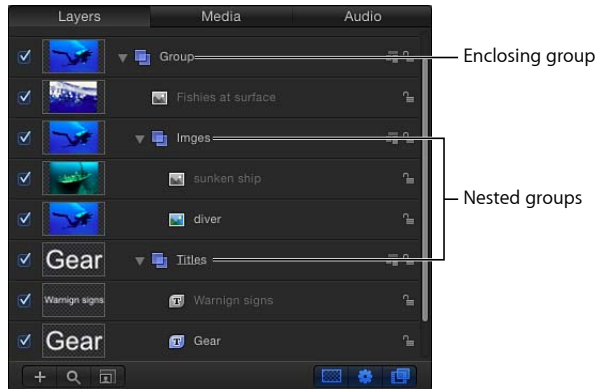 Layers Media Audio
Group
Enclosing group
Fishies at surface
Imges
sunken ship
Nested groups
diver
Gear Titles
Warnign signs Warnign signs
Gear Gear